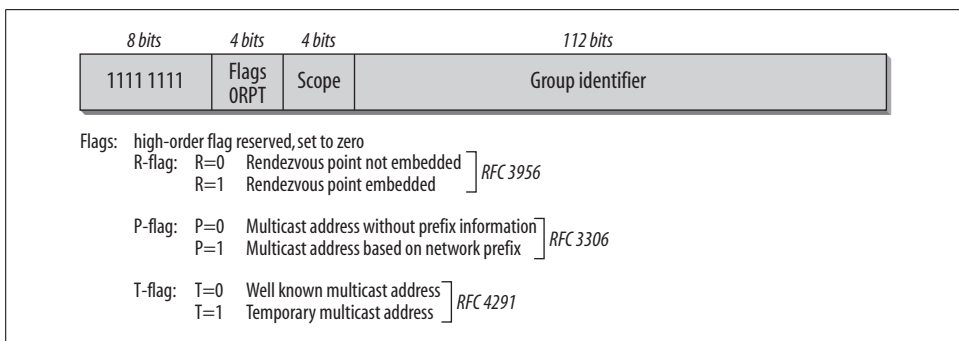 8 bits 4 bits 4 bits 112 bits
1111 1111 Flags 0RPT Scope Group identifier
Flags: high-order flag reserved, set to zero
R-flag: R=0 Rendezvous point not embedded
R=1 Rendezvous point embedded
RFC 3956
P-flag: P=0 Multicast address without prefix information
P=1 Multicast address based on network prefix
RFC 3306
T-flag: T=0 Well known multicast address
T=1 Temporary multicast address
RFC 4291